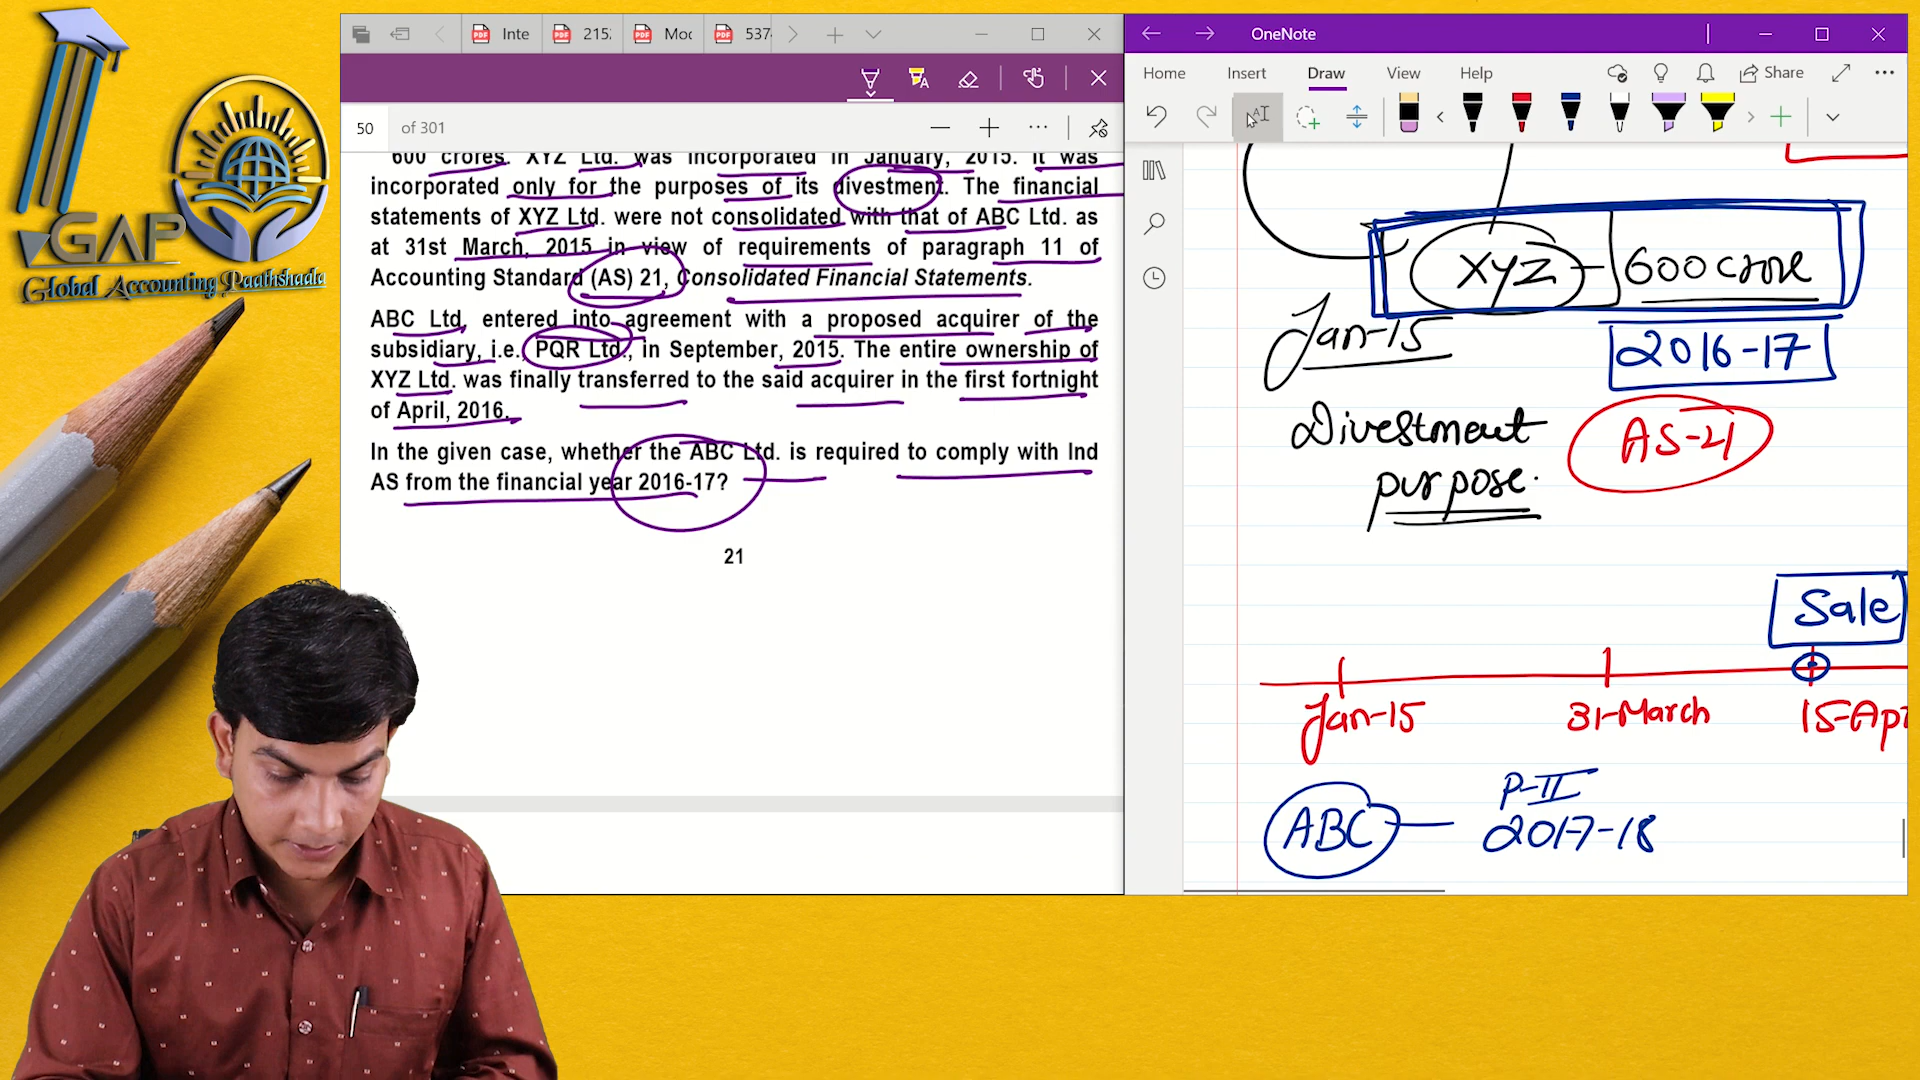 GAP
Global Accounting Paathshaala
Inte
215
Moc
537
50 of 301
600 crores. XYZ Ltd. was incorporated in January, 2015. It was
incorporated only for the purposes of its divestment. The financial
statements of XYZ Ltd. were not consolidated with that of ABC Ltd. as
at 31st March, 2015 in view of requirements of paragraph 11 of
Accounting Standard (AS) 21, Consolidated Financial Statements.
ABC Ltd, entered into agreement with a proposed acquirer of the
subsidiary, i.e., PQR Ltd., in September, 2015. The entire ownership of
XYZ Ltd. was finally transferred to the said acquirer in the first fortnight
of April, 2016.
In the given case, whether the ABC Ltd. is required to comply with Ind
AS from the financial year 2016-17?
21
OneNote
Home Insert Draw View Help Share
XYZ - 600 crore
Jan-15
2016-17
Divestment
purpose.
AS-21
Sale
Jan-15 31-March 15-Apr
P-II
ABC - 2017-18